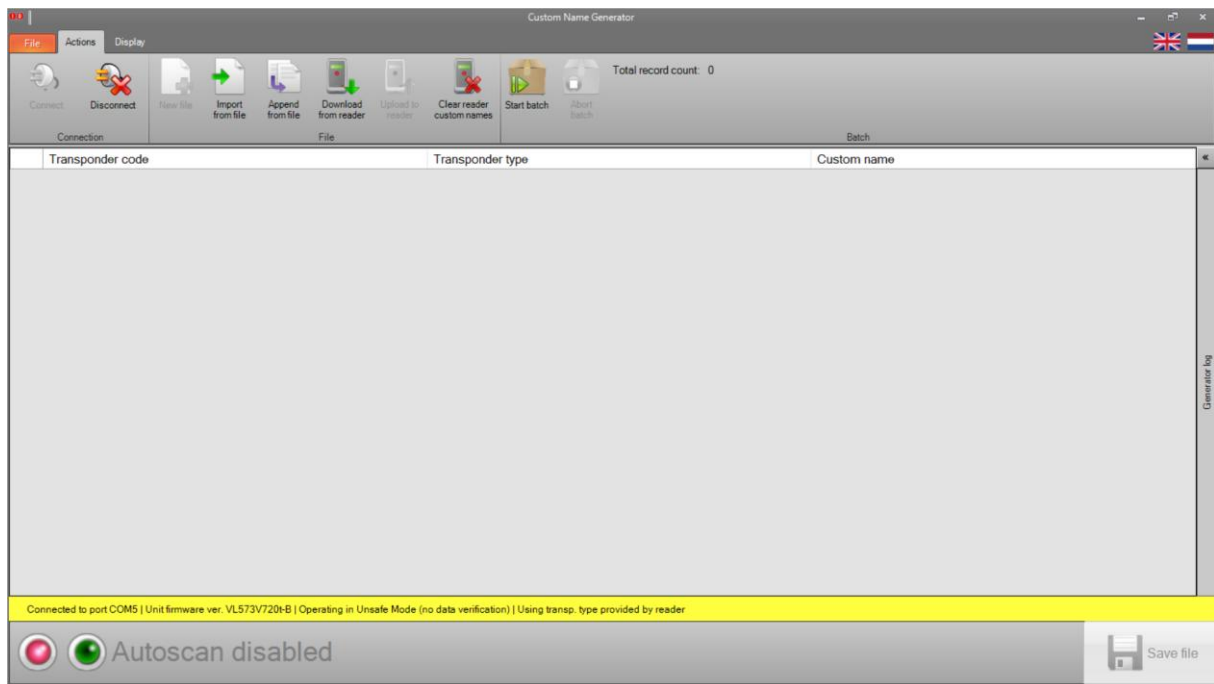 Custom Name Generator
File Actions Display
Connect Disconnect New file Import from file Append from file Download from reader Upload to reader Clear reader custom names Start batch Abort batch Total record count: 0
Connection File Batch
Transponder code Transponder type Custom name «
Generator log
Connected to port COM5 | Unit firmware ver. VL573V720t-B | Operating in Unsafe Mode (no data verification) | Using transp. type provided by reader
Autoscan disabled Save file